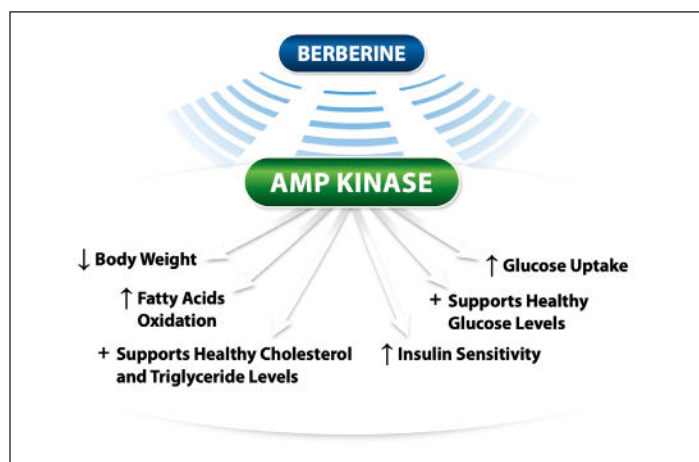 BERBERINE
AMP KINASE
↓ Body Weight
↑ Fatty Acids
Oxidation
+ Supports Healthy Cholesterol
and Triglyceride Levels
↑ Glucose Uptake
+ Supports Healthy
Glucose Levels
↑ Insulin Sensitivity